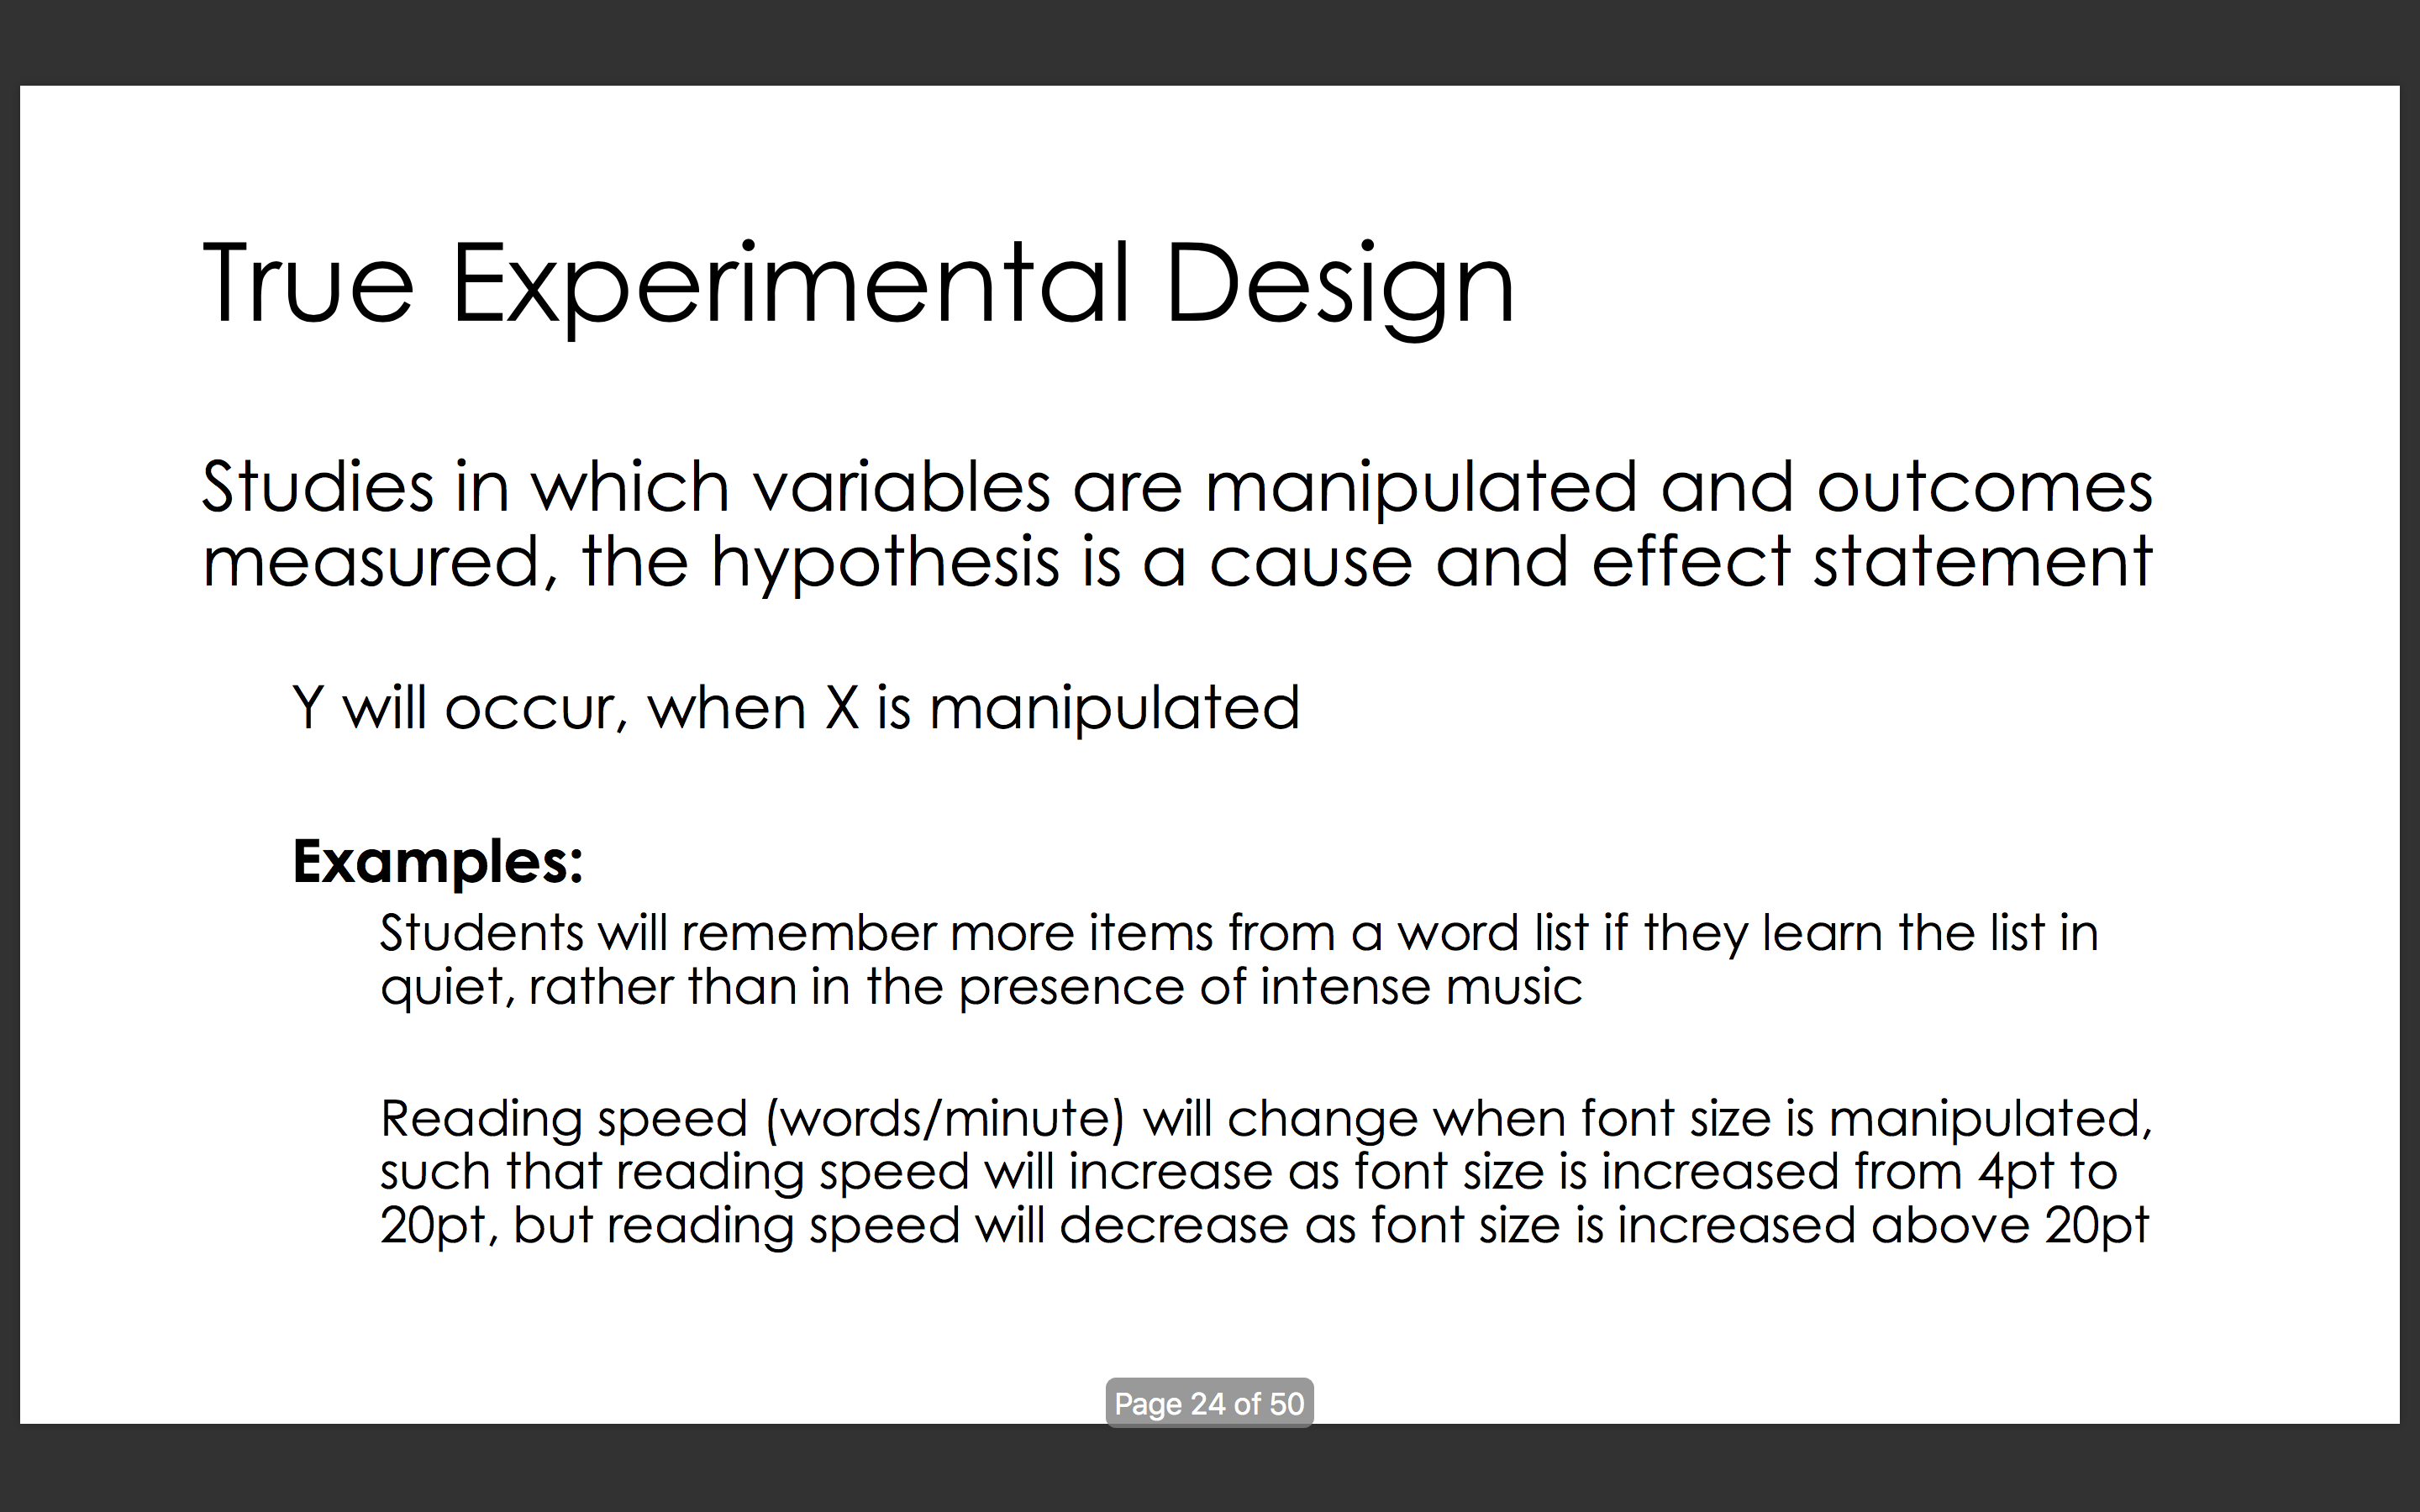 True Experimental Design
Studies in which variables are manipulated and outcomes
measured, the hypothesis is a cause and effect statement
Y will occur, when X is manipulated
Examples:
Students will remember more items from a word list if they learn the list in
quiet, rather than in the presence of intense music
Reading speed (words/minute) will change when font size is manipulated,
such that reading speed will increase as font size is increased from 4pt to
20pt, but reading speed will decrease as font size is increased above 20pt
Page 24 of 50